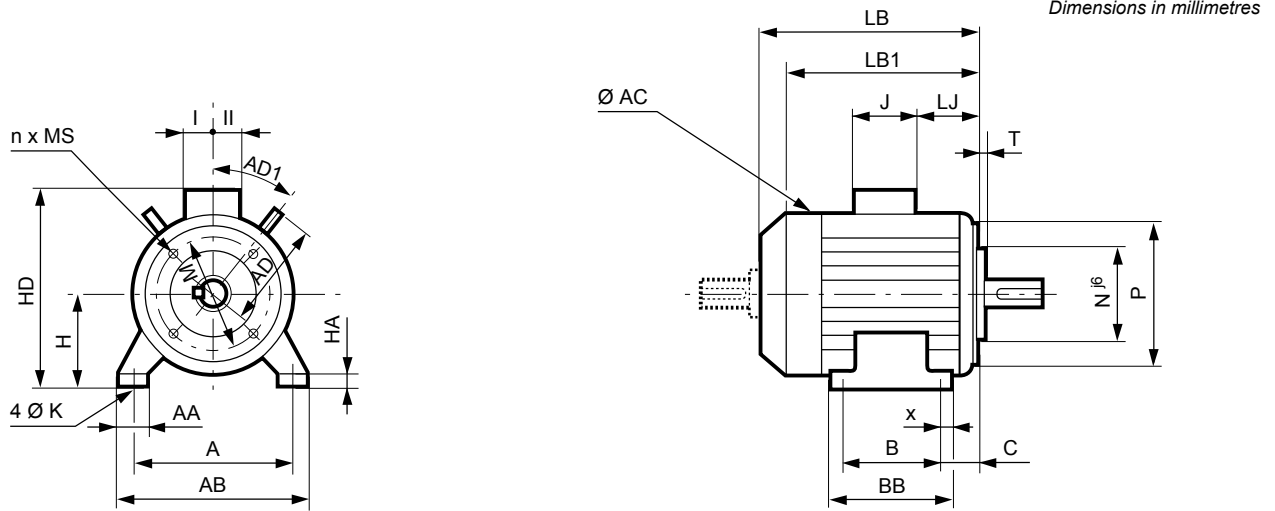 Dimensions in millimetres
LB
LB1
Ø AC
J
LJ
T
I
II
n x MS
AD1
HD
H
M
AD
HA
4 Ø K
AA
A
AB
N j6
P
x
B
C
BB